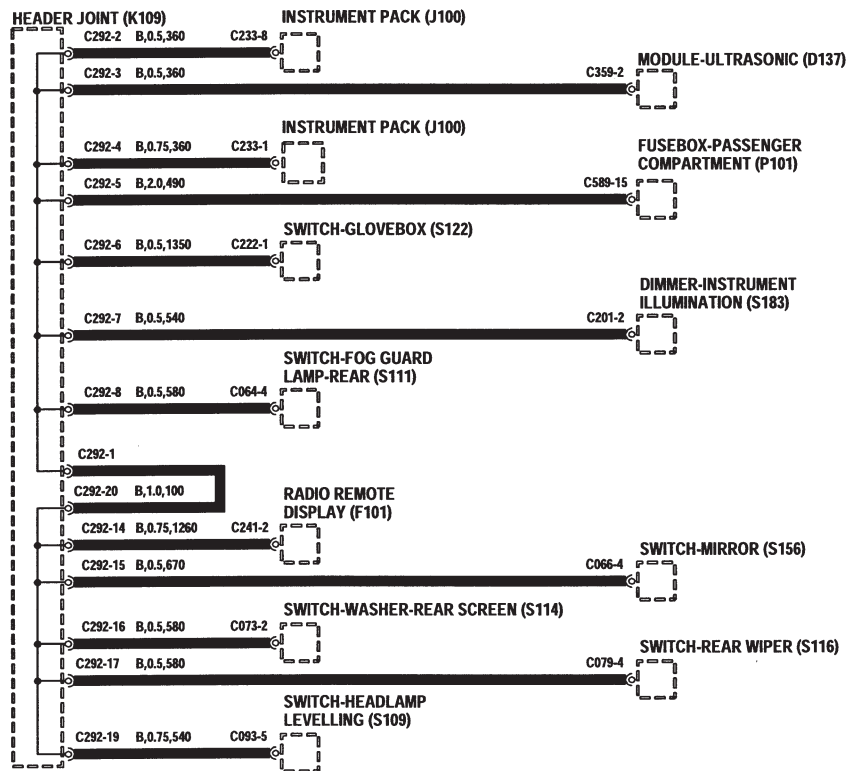 HEADER JOINT (K109)
INSTRUMENT PACK (J100)
C292-2 B,0.5,360 C233-8
MODULE-ULTRASONIC (D137)
C292-3 B,0.5,360 C359-2
INSTRUMENT PACK (J100)
C292-4 B,0.75,360 C233-1
FUSEBOX-PASSENGER
COMPARTMENT (P101)
C292-5 B,2.0,490 C589-15
SWITCH-GLOVEBOX (S122)
C292-6 B,0.5,1350 C222-1
DIMMER-INSTRUMENT
ILLUMINATION (S183)
C292-7 B,0.5,540 C201-2
SWITCH-FOG GUARD
LAMP-REAR (S111)
C292-8 B,0.5,580 C064-4
C292-1
C292-20 B,1.0,100
RADIO REMOTE
DISPLAY (F101)
C292-14 B,0.75,1260 C241-2
SWITCH-MIRROR (S156)
C292-15 B,0.5,670 C066-4
SWITCH-WASHER-REAR SCREEN (S114)
C292-16 B,0.5,580 C073-2
SWITCH-REAR WIPER (S116)
C292-17 B,0.5,580 C079-4
SWITCH-HEADLAMP
LEVELLING (S109)
C292-19 B,0.75,540 C093-5